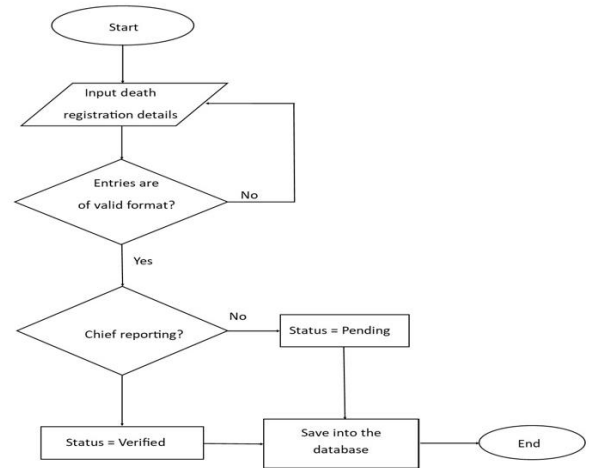 Start
Input death
registration details
Entries are
of valid format?
No
Yes
Chief reporting?
No
Status = Pending
Status = Verified
Save into the
database
End